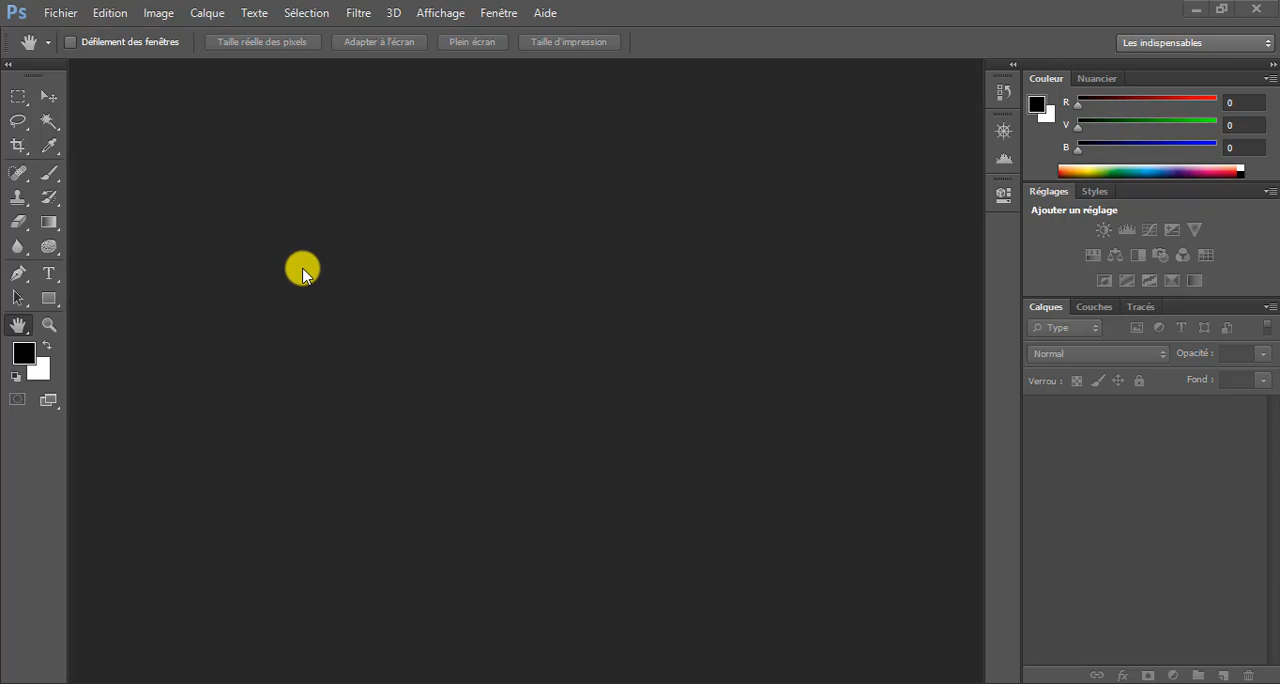 Ps Fichier Edition Image Calque Texte Sélection Filtre 3D Affichage Fenêtre Aide
Défilement des fenêtres Taille réelle des pixels Adapter à l'écran Plein écran Taille d'impression Les indispensables
Couleur Nuancier
R 0
V 0
B 0
Réglages Styles
Ajouter un réglage
Calques Couches Tracés
Type
Normal Opacité :
Verrou : Fond :